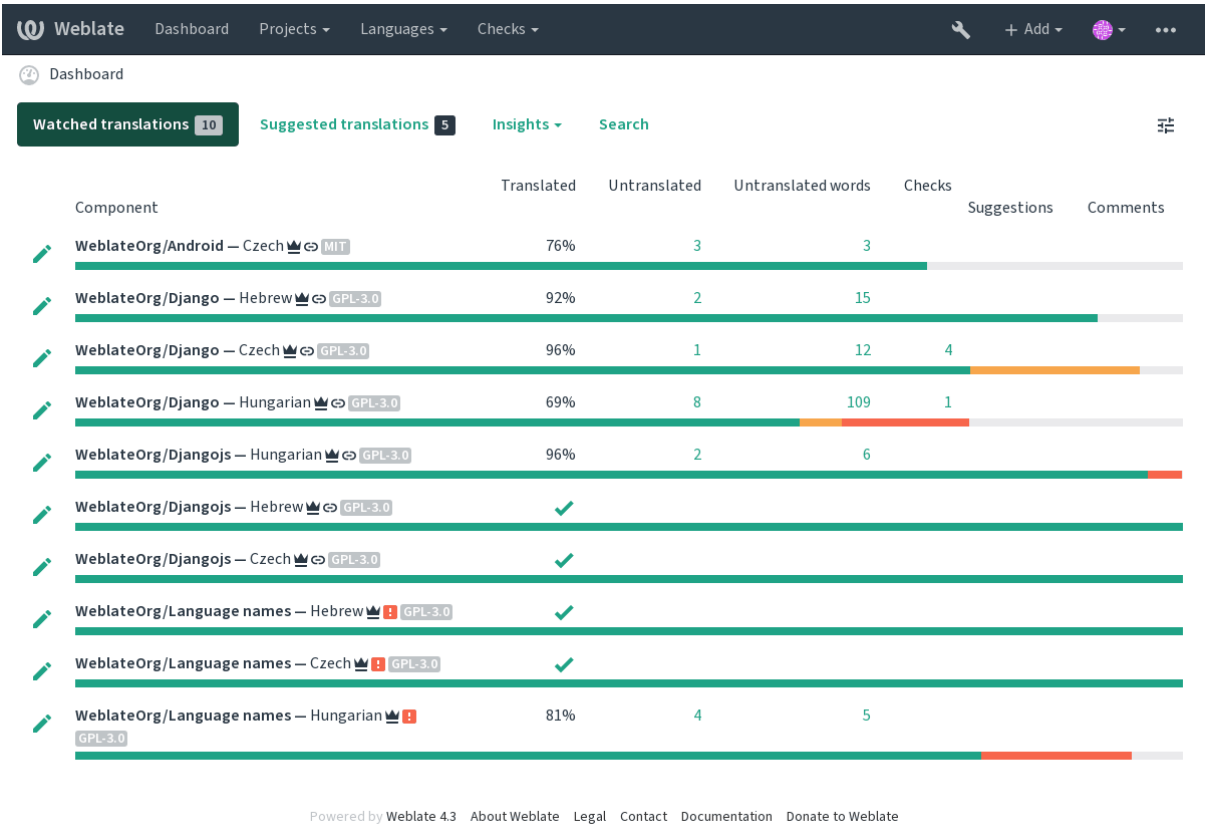 Weblate Dashboard Projects Languages Checks + Add
Dashboard
Watched translations 10 Suggested translations 5 Insights Search
Translated Untranslated Untranslated words Checks
Component Suggestions Comments
WeblateOrg/Android — Czech MIT 76% 3 3
WeblateOrg/Django — Hebrew GPL-3.0 92% 2 15
WeblateOrg/Django — Czech GPL-3.0 96% 1 12 4
WeblateOrg/Django — Hungarian GPL-3.0 69% 8 109 1
WeblateOrg/Djangojs — Hungarian GPL-3.0 96% 2 6
WeblateOrg/Djangojs — Hebrew GPL-3.0
WeblateOrg/Djangojs — Czech GPL-3.0
WeblateOrg/Language names — Hebrew ! GPL-3.0
WeblateOrg/Language names — Czech ! GPL-3.0
WeblateOrg/Language names — Hungarian ! 81% 4 5
GPL-3.0
Powered by Weblate 4.3 About Weblate Legal Contact Documentation Donate to Weblate